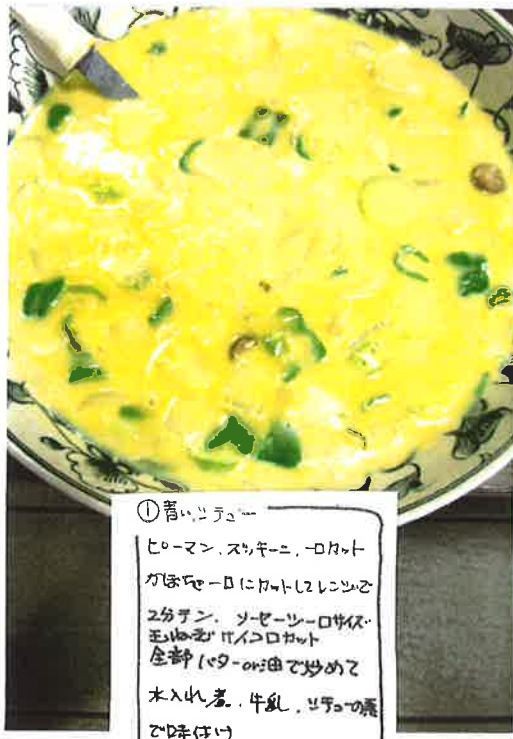 ①青いシチュー
ピーマン、ズッキーニ、一口カット
かぼちゃ一口にカットしてレンジで
2分チン、ソーセージ一口サイズ
玉ねぎ サイコロカット
全部バターor油で炒めて
水入れ煮、牛乳、シチューの素
で味付け